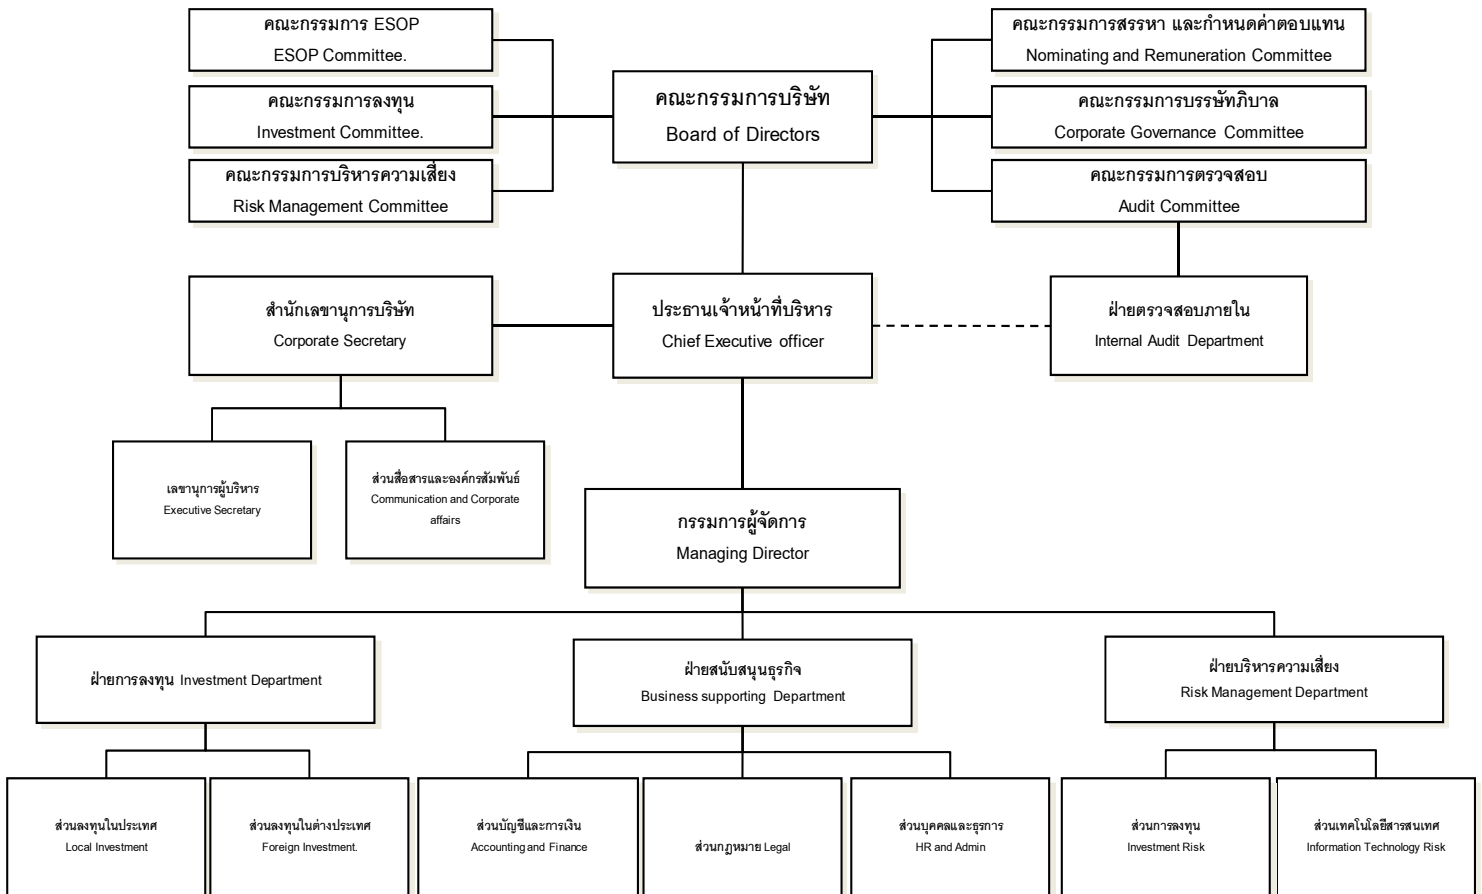 คณะกรรมการ ESOP
ESOP Committee.
คณะกรรมการสรรหา และกำหนดค่าตอบแทน
Nominating and Remuneration Committee
คณะกรรมการบริษัท
Board of Directors
คณะกรรมการลงทุน
Investment Committee.
คณะกรรมการบรรษัทภิบาล
Corporate Governance Committee
คณะกรรมการบริหารความเสี่ยง
Risk Management Committee
คณะกรรมการตรวจสอบ
Audit Committee
สำนักเลขานุการบริษัท
Corporate Secretary
ประธานเจ้าหน้าที่บริหาร
Chief Executive officer
ฝ่ายตรวจสอบภายใน
Internal Audit Department
เลขานุการผู้บริหาร
Executive Secretary
ส่วนสื่อสารและองค์กรสัมพันธ์
Communication and Corporate
affairs
กรรมการผู้จัดการ
Managing Director
ฝ่ายการลงทุน Investment Department
ฝ่ายสนับสนุนธุรกิจ
Business supporting Department
ฝ่ายบริหารความเสี่ยง
Risk Management Department
ส่วนลงทุนในประเทศ
Local Investment
ส่วนลงทุนในต่างประเทศ
Foreign Investment.
ส่วนบัญชีและการเงิน
Accounting and Finance
ส่วนกฎหมาย Legal
ส่วนบุคคลและธุรการ
HR and Admin
ส่วนการลงทุน
Investment Risk
ส่วนเทคโนโลยีสารสนเทศ
Information Technology Risk